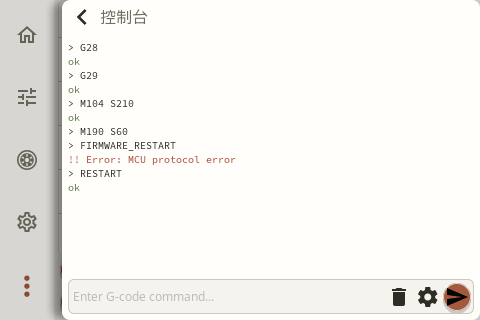 控制台
> G28
ok
> G29
ok
> M104 S210
ok
> M190 S60
> FIRMWARE_RESTART
!! Error: MCU protocol error
> RESTART
ok
Enter G-code command...